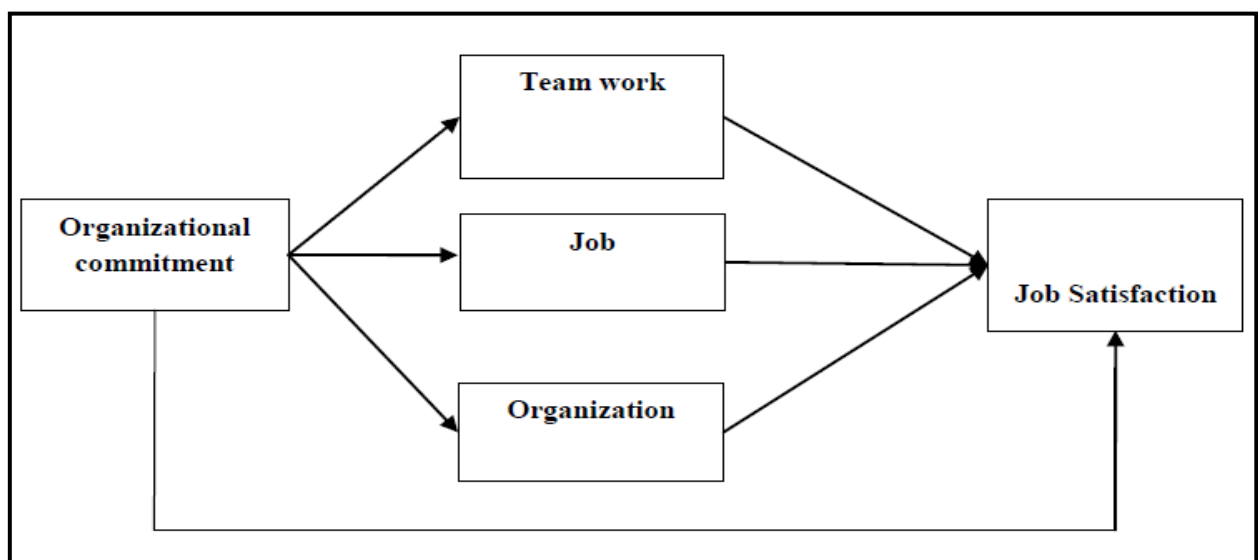 Team work
Organizational
commitment
Job
Job Satisfaction
Organization